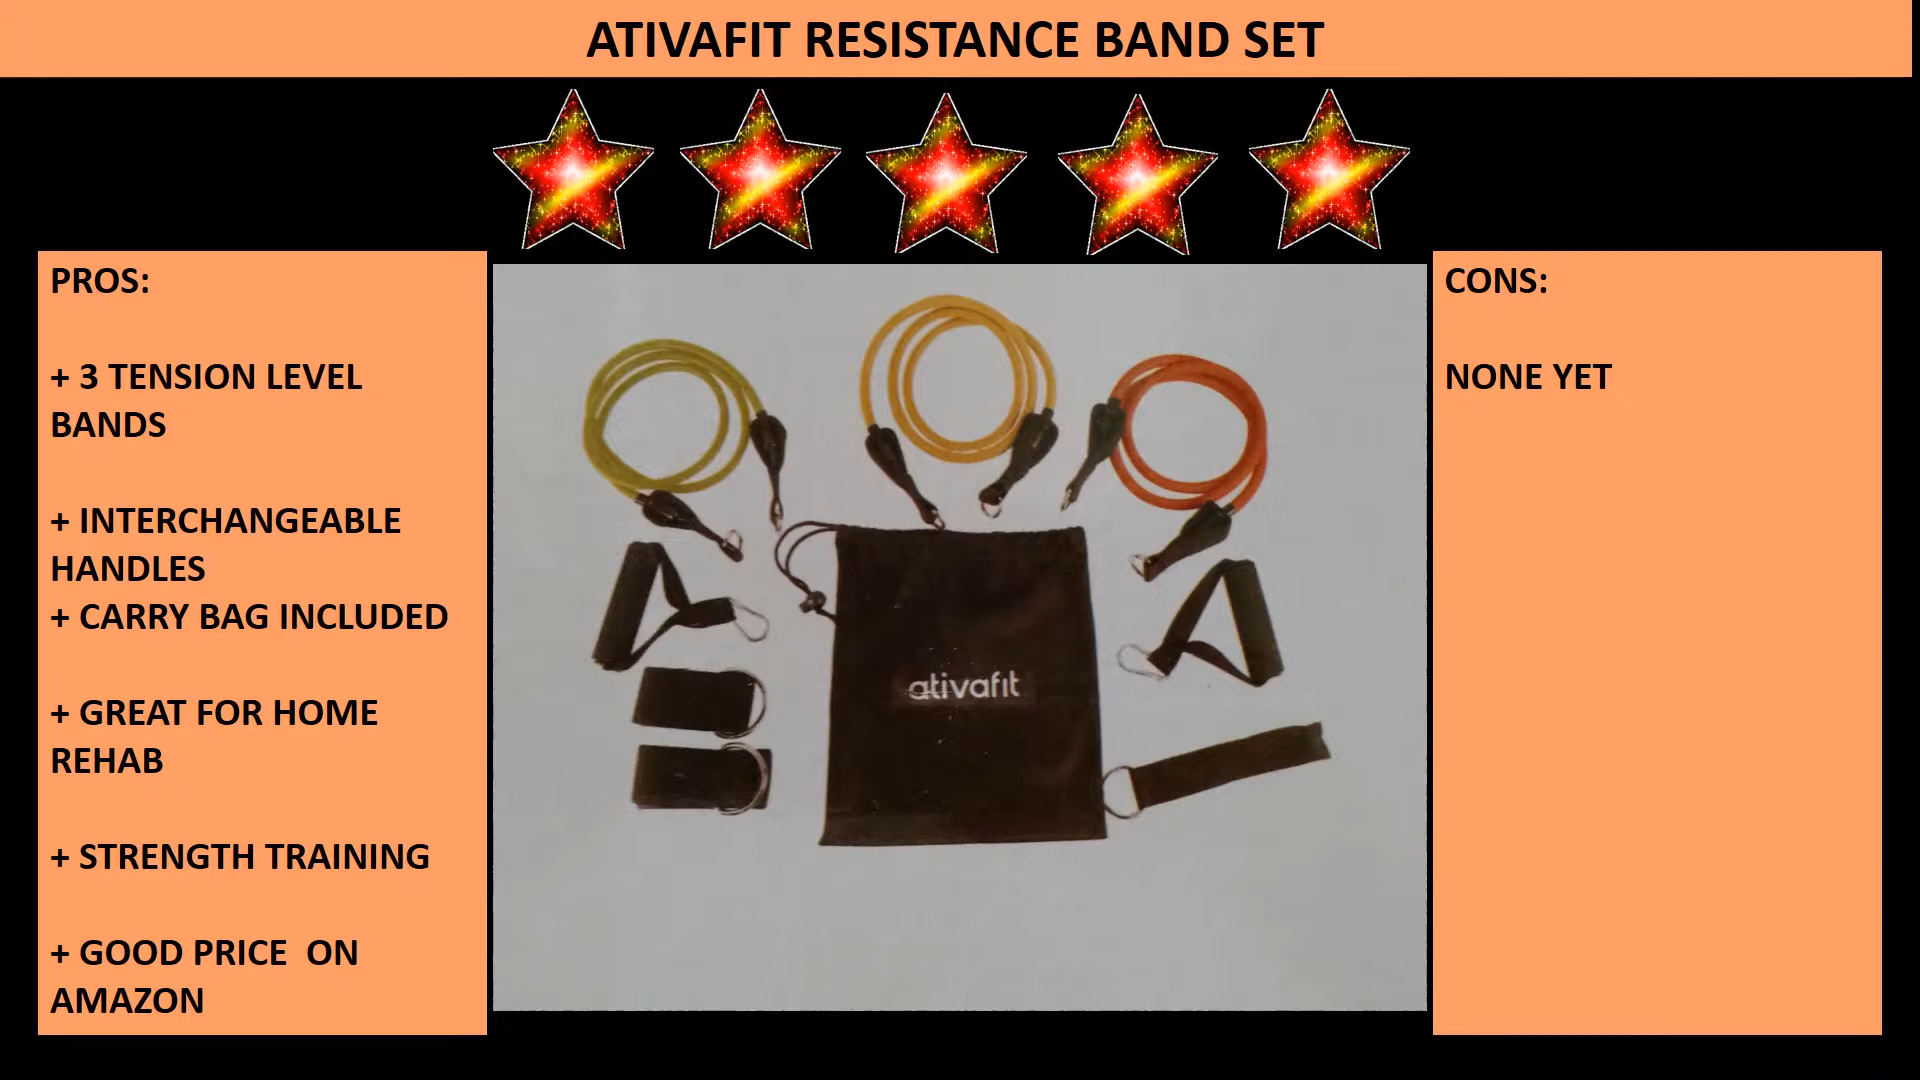 ATIVAFIT RESISTANCE BAND SET
PROS:
+ 3 TENSION LEVEL
BANDS
+ INTERCHANGEABLE
HANDLES
+ CARRY BAG INCLUDED
+ GREAT FOR HOME
REHAB
+ STRENGTH TRAINING
+ GOOD PRICE  ON
AMAZON
ativafit
CONS:
NONE YET